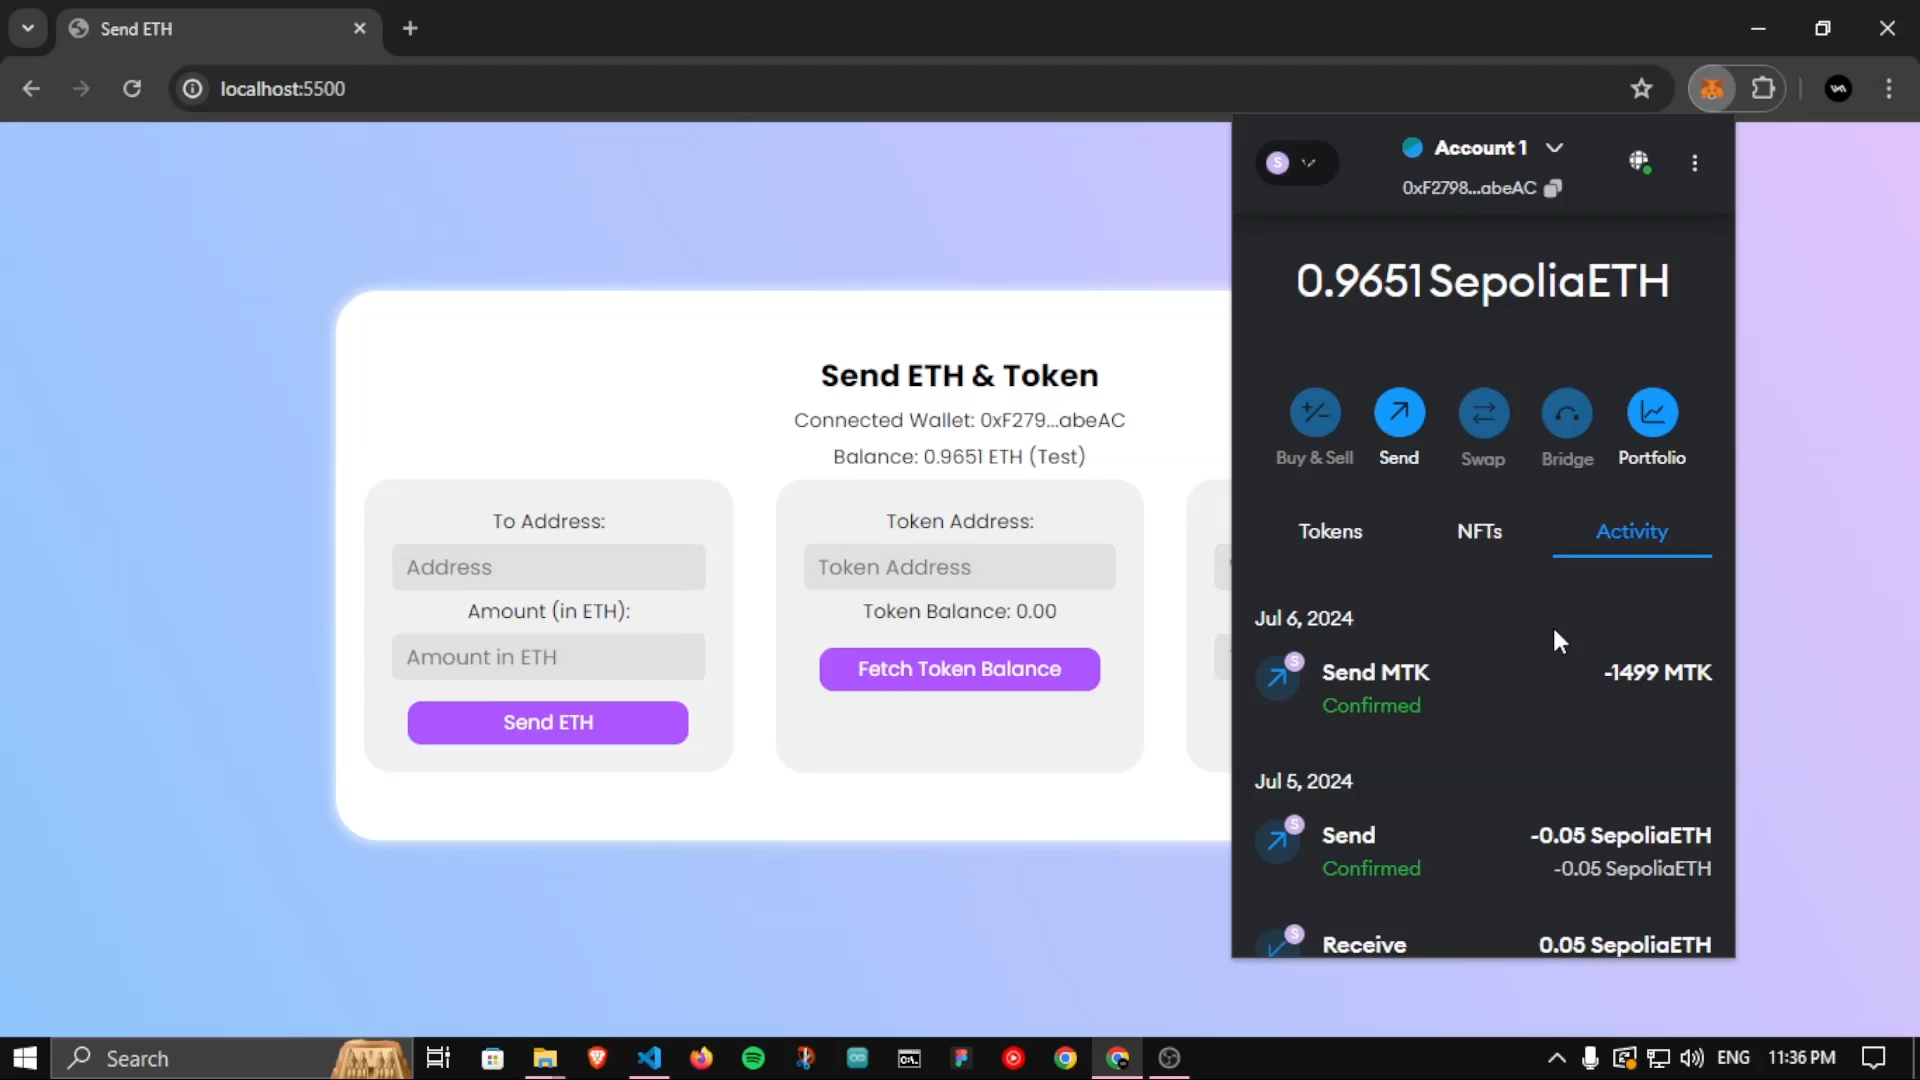 Send ETH
localhost:5500
Send ETH & Token
Connected Wallet: 0xF279...abeAC
Balance: 0.9651 ETH (Test)
To Address:
Address
Amount (in ETH):
Amount in ETH
Send ETH
Token Address:
Token Address
Token Balance: 0.00
Fetch Token Balance
S
Account 1
0xF2798...abeAC
0.9651 SepoliaETH
Buy & Sell
Send
Swap
Bridge
Portfolio
Tokens
NFTs
Activity
Jul 6, 2024
S
Send MTK
-1499 MTK
Confirmed
Jul 5, 2024
S
Send
-0.05 SepoliaETH
Confirmed
-0.05 SepoliaETH
S
Receive
0.05 SepoliaETH
Search
ENG
11:36 PM